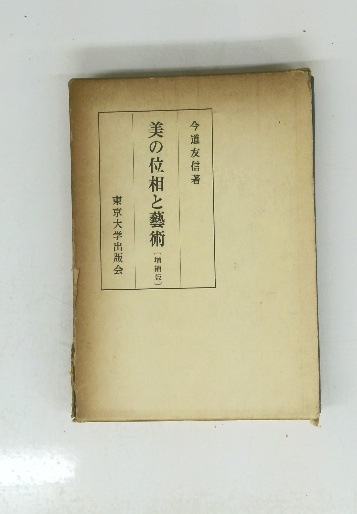 今道友信著
美の位相と藝術〔増補版〕
東京大学出版会